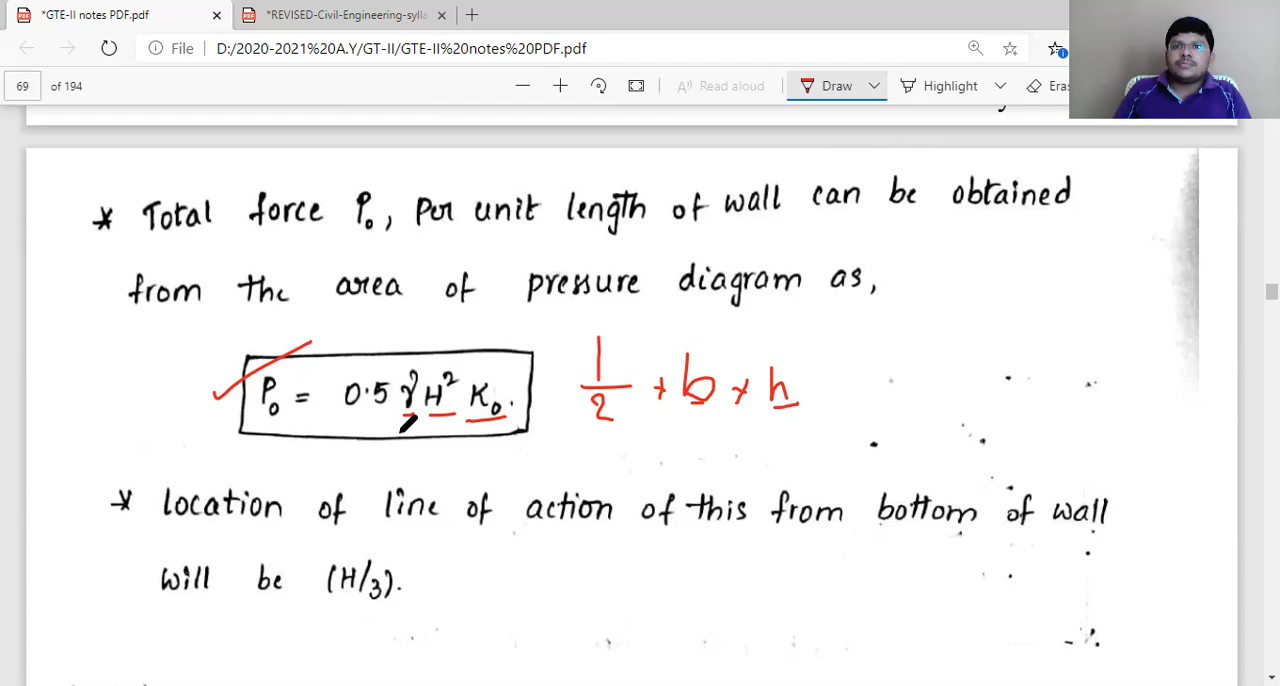 *GTE-II notes PDF.pdf
*REVISED-Civil-Engineering-sylla
File D:/2020-2021%20A.Y/GT-II/GTE-II%20notes%20PDF.pdf
69 of 194 Read aloud Draw Highlight Eras
* Total force P₀, Per unit length of wall can be obtained
from the area of pressure diagram as,
P₀ = 0.5 γ H² K₀. 1/2 * b * h
* location of line of action of this from bottom of wall
will be (H/3).